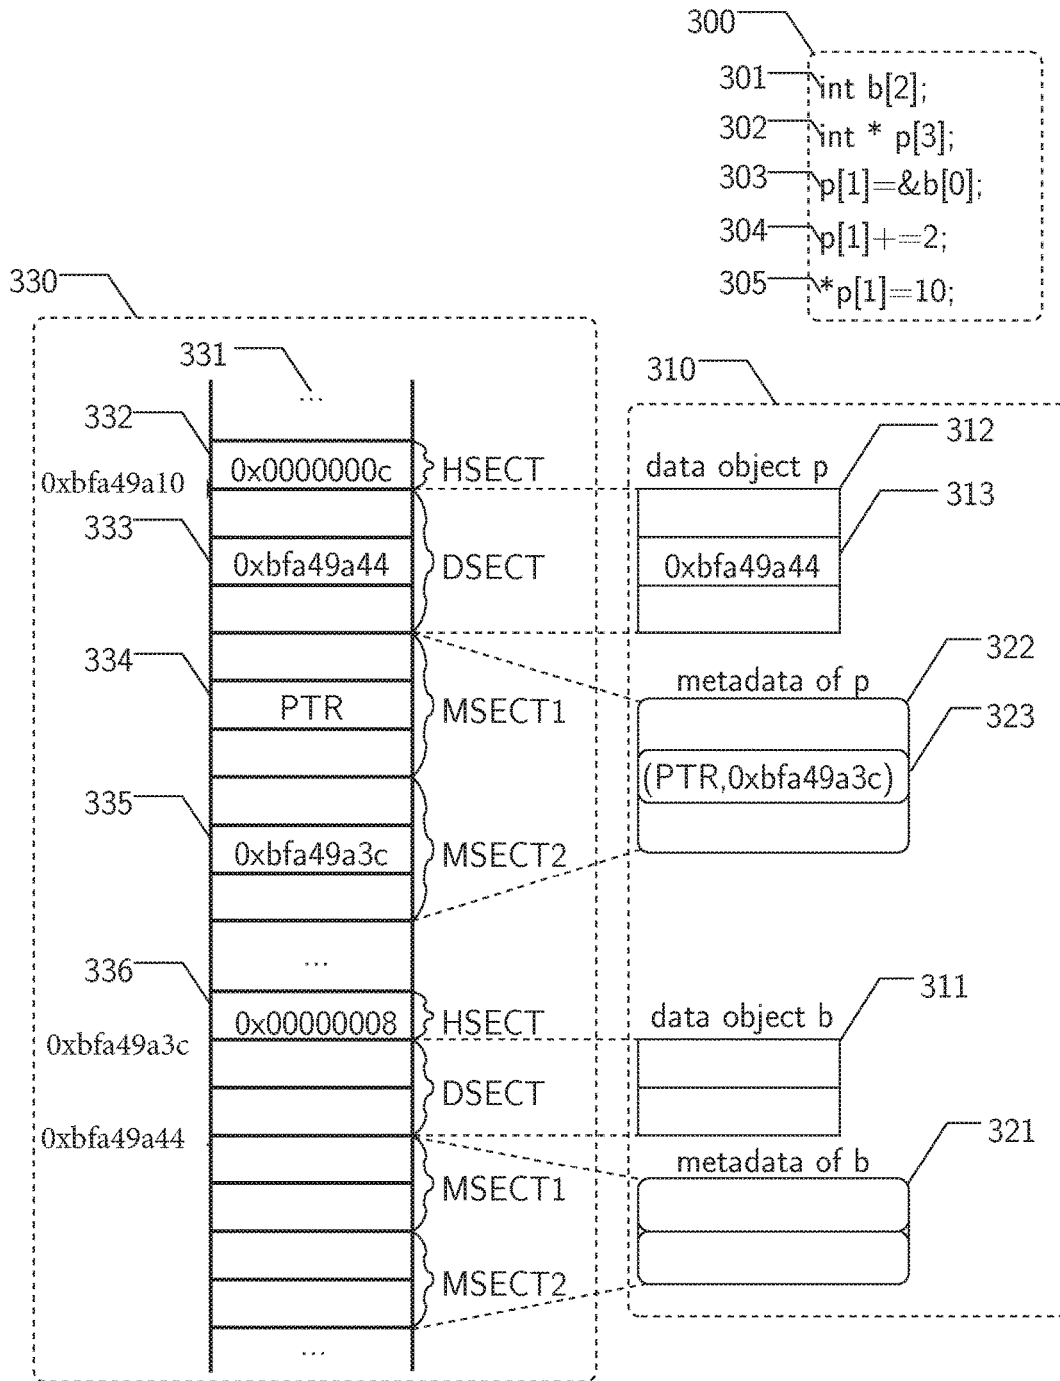 300
301 int b[2];
302 int * p[3];
303 p[1]=&b[0];
304 p[1]+=2;
305 *p[1]=10;
330
331
...
310
332
312
0x0000000c HSECT data object p
0xbfa49a10
313
333
0xbfa49a44 DSECT 0xbfa49a44
322
334
metadata of p
PTR MSECT1
323
(PTR,0xbfa49a3c)
335
0xbfa49a3c MSECT2
...
336
311
0x00000008 HSECT data object b
0xbfa49a3c
DSECT
0xbfa49a44
321
metadata of b
MSECT1
MSECT2
...